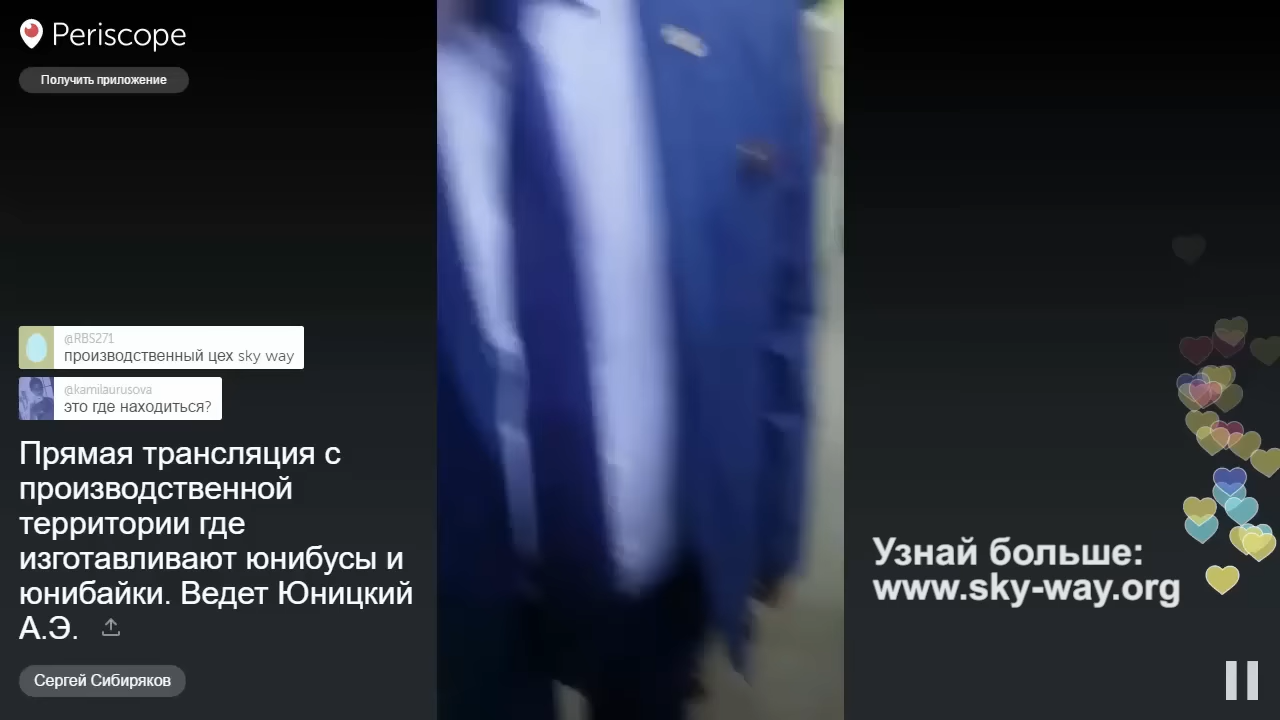 Periscope
Получить приложение
@RBS271
производственный цех sky way
@kamilaurusova
это где находиться?
Прямая трансляция с
производственной
территории где
изготавливают юнибусы и
юнибайки. Ведет Юницкий
А.Э.
Сергей Сибиряков
Узнай больше:
www.sky-way.org